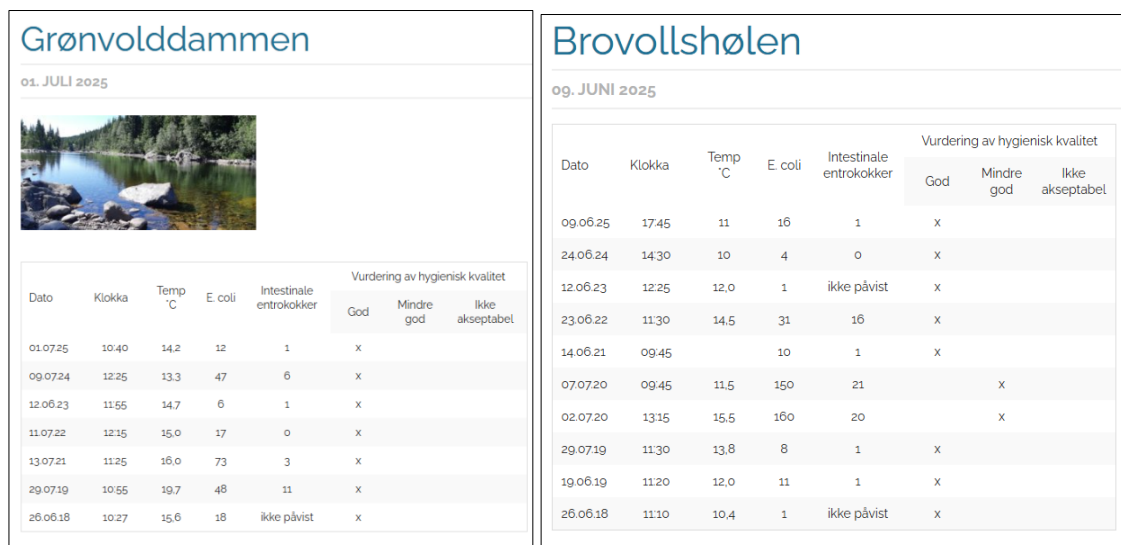 Grønvolddammen
01. JULI 2025
Dato Klokka Temp °C E. coli Intestinale entrokokker Vurdering av hygienisk kvalitet
God Mindre god Ikke akseptabel
01.07.25 10:40 14,2 12 1 x
09.07.24 12:25 13,3 47 6 x
12.06.23 11:55 14,7 6 1 x
11.07.22 12:15 15,0 17 0 x
13.07.21 11:25 16,0 73 3 x
29.07.19 10:55 19,7 48 11 x
26.06.18 10:27 15,6 18 ikke påvist x
Brovollshølen
09. JUNI 2025
Dato Klokka Temp °C E. coli Intestinale entrokokker Vurdering av hygienisk kvalitet
God Mindre god Ikke akseptabel
09.06.25 17:45 11 16 1 x
24.06.24 14:30 10 4 0 x
12.06.23 12:25 12,0 1 ikke påvist x
23.06.22 11:30 14,5 31 16 x
14.06.21 09:45 10 1 x
07.07.20 09:45 11,5 150 21 x
02.07.20 13:15 15,5 160 20 x
29.07.19 11:30 13,8 8 1 x
19.06.19 11:20 12,0 11 1 x
26.06.18 11:10 10,4 1 ikke påvist x